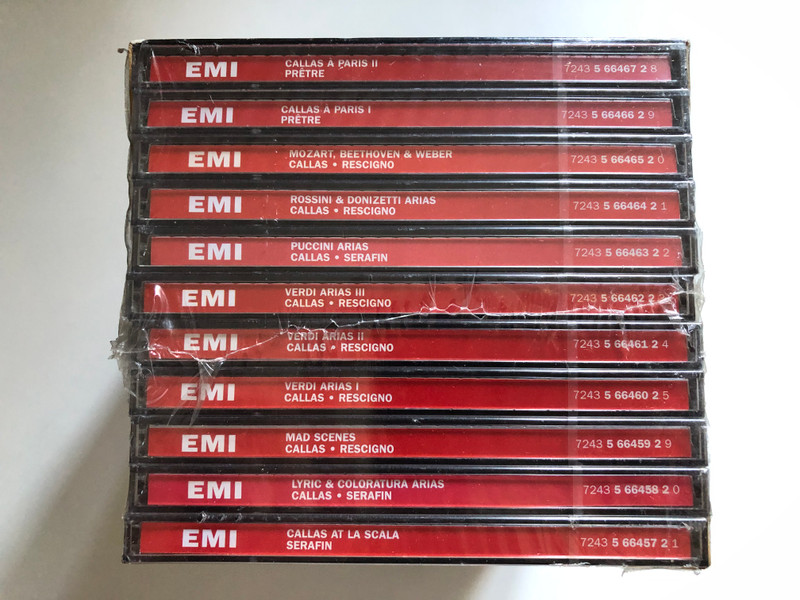 EMI CALLAS À PARIS II 7243 5 66467 2 8
PRÊTRE
EMI CALLAS À PARIS I 7243 5 66466 2 9
PRÊTRE
EMI MOZART, BEETHOVEN & WEBER 7243 5 66465 2 0
CALLAS • RESCIGNO
EMI ROSSINI & DONIZETTI ARIAS 7243 5 66464 2 1
CALLAS • RESCIGNO
EMI PUCCINI ARIAS 7243 5 66463 2 2
CALLAS • SERAFIN
EMI VERDI ARIAS III 7243 5 66462 2
CALLAS • RESCIGNO
EMI VERDI ARIAS II 7243 5 66461 2 4
CALLAS • RESCIGNO
EMI VERDI ARIAS I 7243 5 66460 2 5
CALLAS • RESCIGNO
EMI MAD SCENES 7243 5 66459 2 9
CALLAS • RESCIGNO
EMI LYRIC & COLORATURA ARIAS 7243 5 66458 2 0
CALLAS • SERAFIN
EMI CALLAS AT LA SCALA 7243 5 66457 2 1
SERAFIN